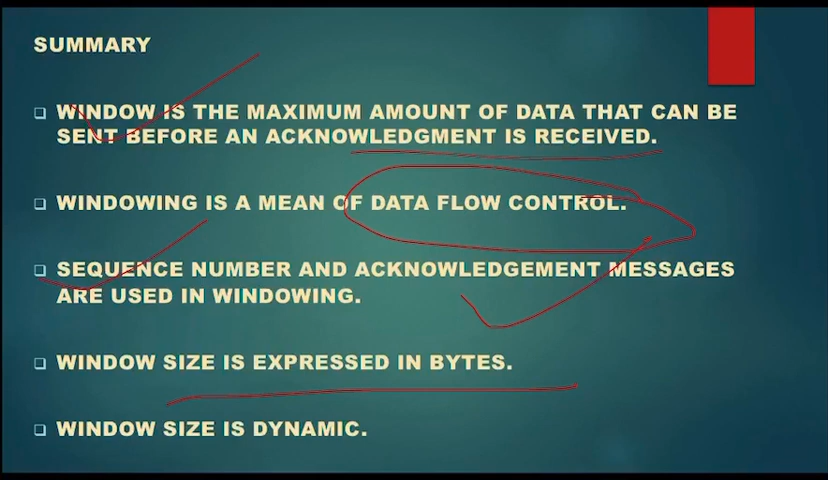 SUMMARY
WINDOW IS THE MAXIMUM AMOUNT OF DATA THAT CAN BE
SENT BEFORE AN ACKNOWLEDGMENT IS RECEIVED.
WINDOWING IS A MEAN OF DATA FLOW CONTROL.
SEQUENCE NUMBER AND ACKNOWLEDGEMENT MESSAGES
ARE USED IN WINDOWING.
WINDOW SIZE IS EXPRESSED IN BYTES.
WINDOW SIZE IS DYNAMIC.